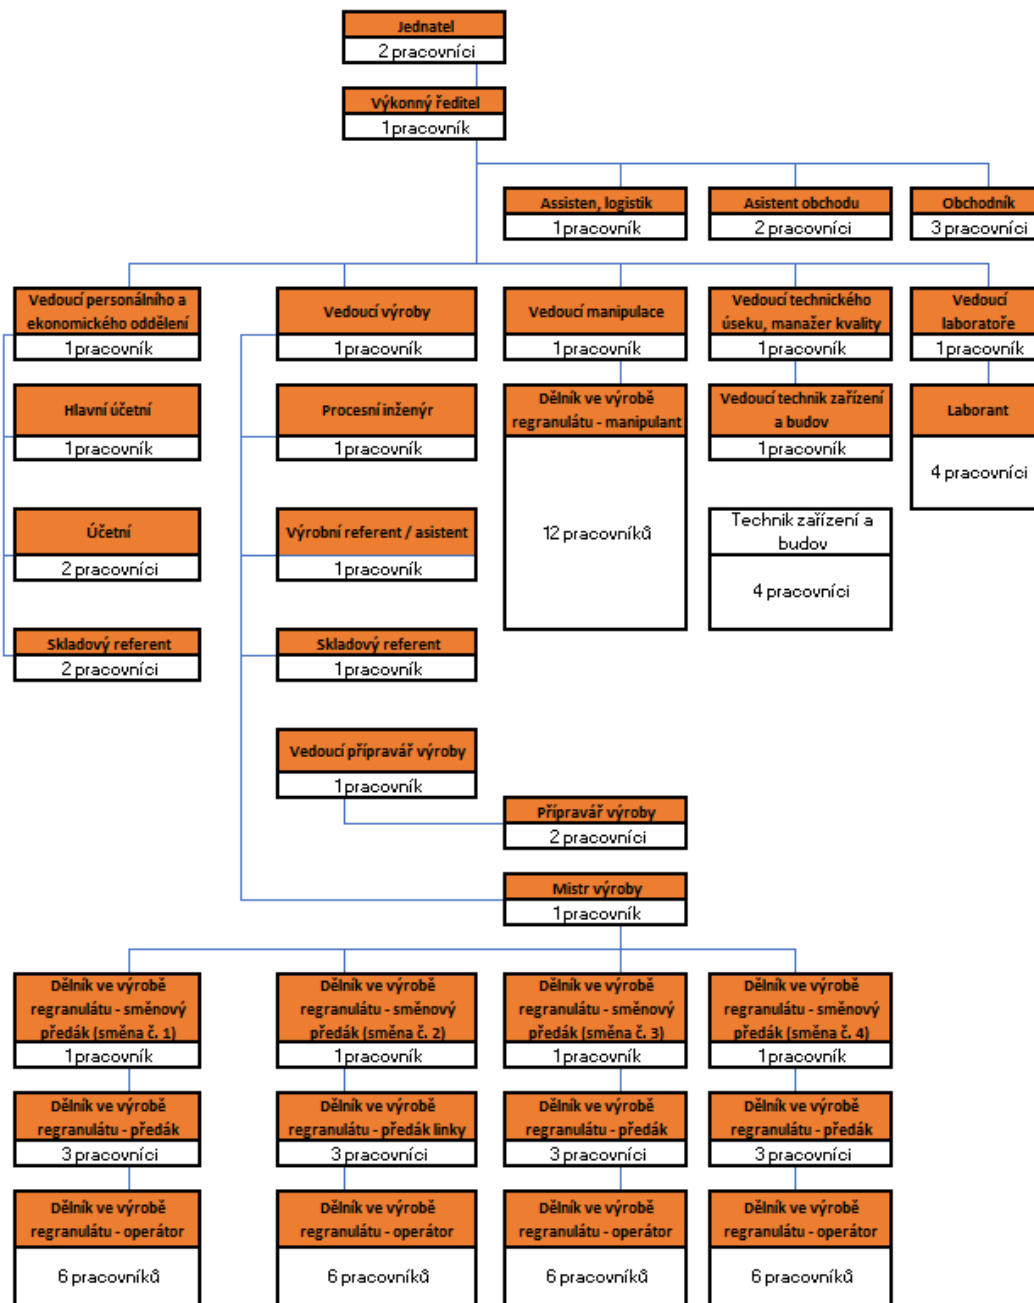 Jednatel
2 pracovníci
Výkonný ředitel
1 pracovník
Assisten, logistik
1 pracovník
Asistent obchodu
2 pracovníci
Obchodník
3 pracovníci
Vedoucí personálního a
ekonomického oddělení
1 pracovník
Vedoucí výroby
1 pracovník
Vedoucí manipulace
1 pracovník
Vedoucí technického
úseku, manažer kvality
1 pracovník
Vedoucí
laboratoře
1 pracovník
Hlavní účetní
1 pracovník
Procesní inženýr
1 pracovník
Dělník ve výrobě
regranulátu - manipulant
12 pracovníků
Vedoucí technik zařízení
a budov
1 pracovník
Laborant
4 pracovníci
Účetní
2 pracovníci
Výrobní referent / asistent
1 pracovník
Technik zařízení a
budov
4 pracovníci
Skladový referent
2 pracovníci
Skladový referent
1 pracovník
Vedoucí přípravář výroby
1 pracovník
Přípravář výroby
2 pracovníci
Mistr výroby
1 pracovník
Dělník ve výrobě
regranulátu - směnový
předák (směna č. 1)
1 pracovník
Dělník ve výrobě
regranulátu - směnový
předák (směna č. 2)
1 pracovník
Dělník ve výrobě
regranulátu - směnový
předák (směna č. 3)
1 pracovník
Dělník ve výrobě
regranulátu - směnový
předák (směna č. 4)
1 pracovník
Dělník ve výrobě
regranulátu - předák
3 pracovníci
Dělník ve výrobě
regranulátu - předák linky
3 pracovníci
Dělník ve výrobě
regranulátu - předák
3 pracovníci
Dělník ve výrobě
regranulátu - předák
3 pracovníci
Dělník ve výrobě
regranulátu - operátor
6 pracovníků
Dělník ve výrobě
regranulátu - operátor
6 pracovníků
Dělník ve výrobě
regranulátu - operátor
6 pracovníků
Dělník ve výrobě
regranulátu - operátor
6 pracovníků